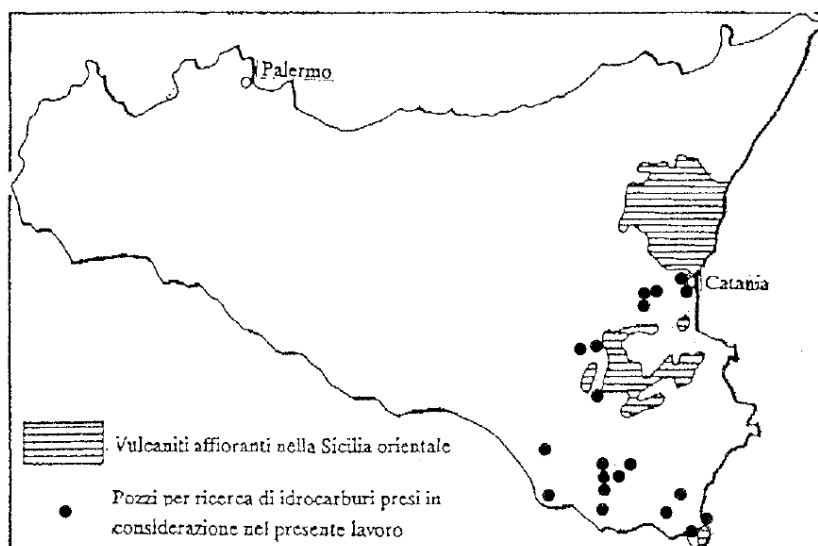 Palermo
Catania
Vulcaniti affioranti nella Sicilia orientale
Pozzi per ricerca di idrocarburi presi in
considerazione nel presente lavoro